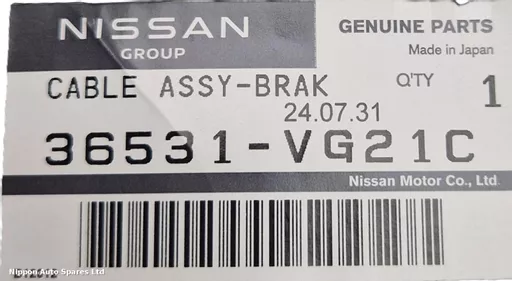 NISSAN
GROUP
GENUINE PARTS
Made in Japan
CABLE ASSY-BRAK
Q'TY 1
24.07.31
36531-VG21C
Nissan Motor Co., Ltd.
Nippon Auto Spares Ltd